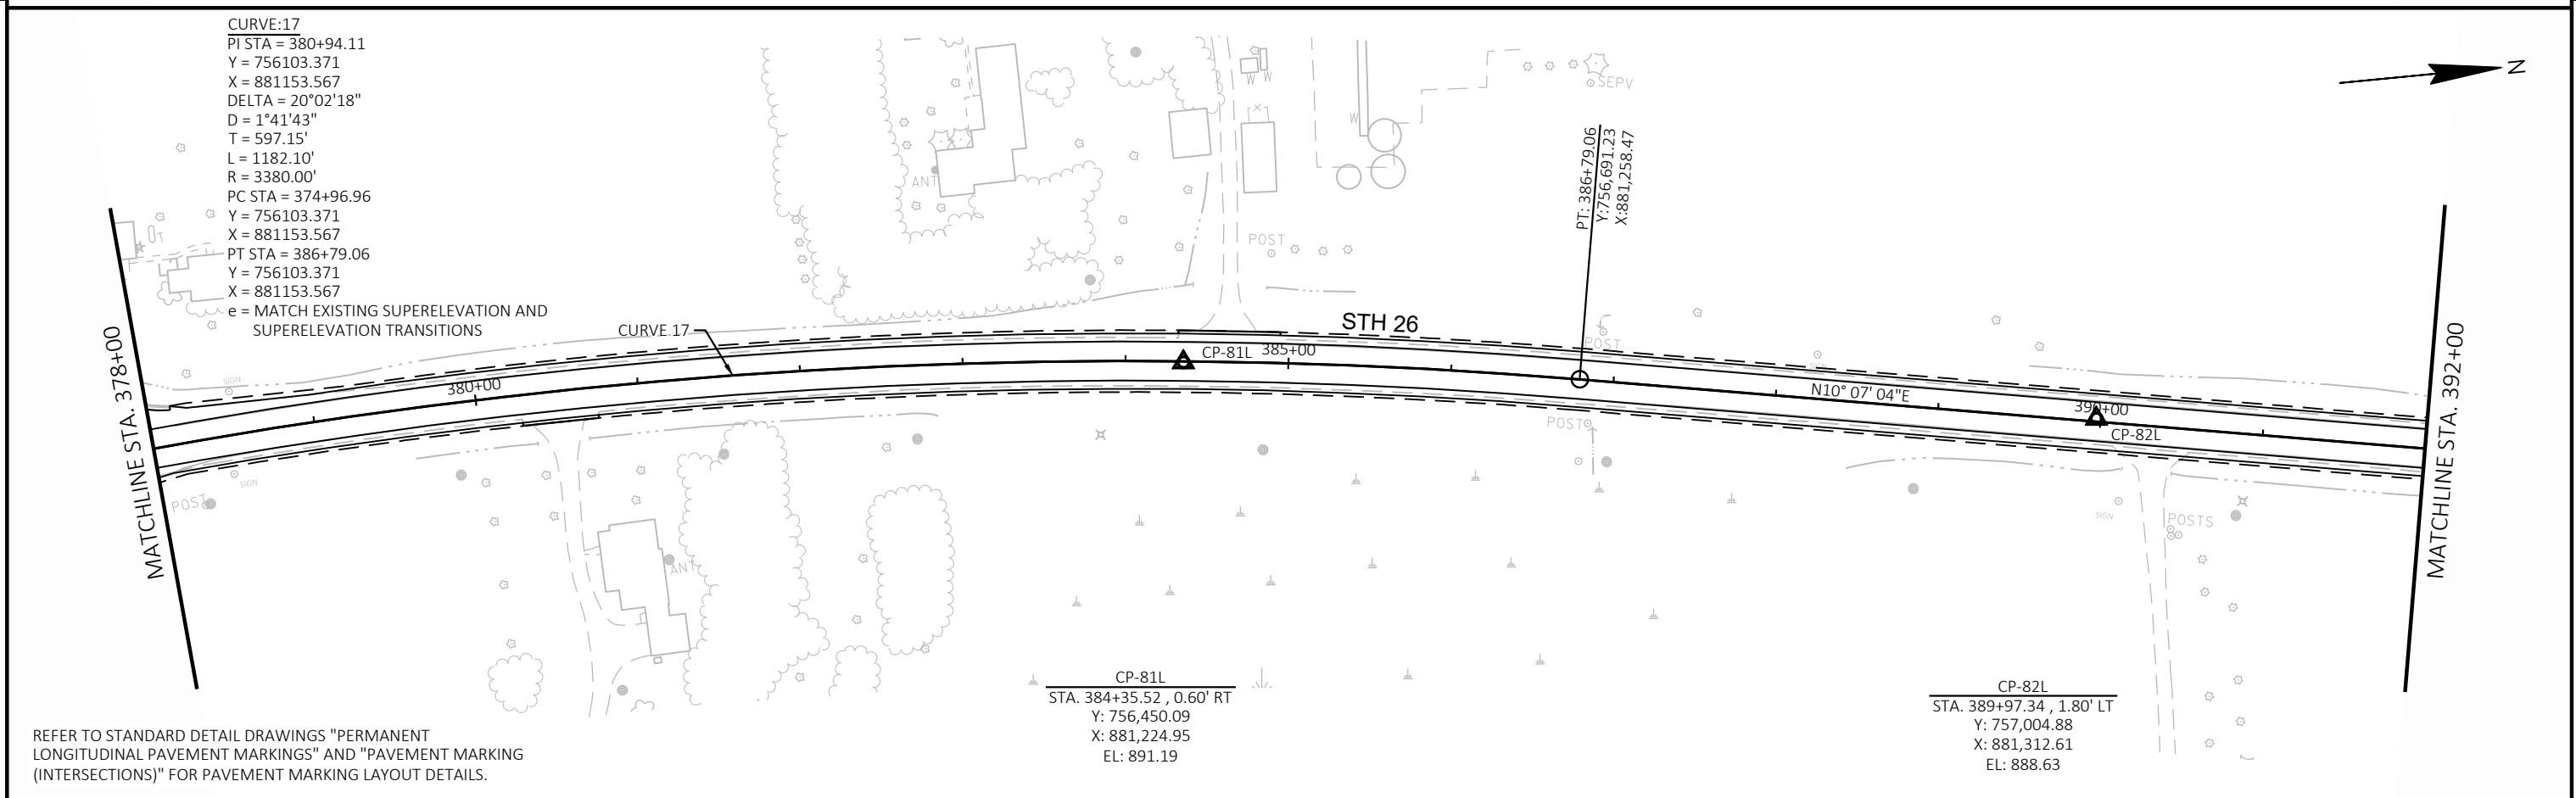 CURVE:17
PI STA = 380+94.11
Y = 756103.371
X = 881153.567
DELTA = 20°02'18"
D = 1°41'43"
T = 597.15'
L = 1182.10'
R = 3380.00'
PC STA = 374+96.96
Y = 756103.371
X = 881153.567
PT STA = 386+79.06
Y = 756103.371
X = 881153.567
e = MATCH EXISTING SUPERELEVATION AND
SUPERELEVATION TRANSITIONS
N
SEPV
W
W
W
ANT
POST
T
PT: 386+79.06
Y:756,691.23
X:881,258.47
CURVE 17
STH 26
CP-81L
385+00
380+00
POST
SIGN
SIGN
N10° 07' 04"E
390+00
CP-82L
MATCHLINE STA. 378+00
MATCHLINE STA. 392+00
POST
SIGN
POST
SIGN
POSTS
ANT
CP-81L
STA. 384+35.52 , 0.60' RT
Y: 756,450.09
X: 881,224.95
EL: 891.19
CP-82L
STA. 389+97.34 , 1.80' LT
Y: 757,004.88
X: 881,312.61
EL: 888.63
REFER TO STANDARD DETAIL DRAWINGS "PERMANENT
LONGITUDINAL PAVEMENT MARKINGS" AND "PAVEMENT MARKING
(INTERSECTIONS)" FOR PAVEMENT MARKING LAYOUT DETAILS.